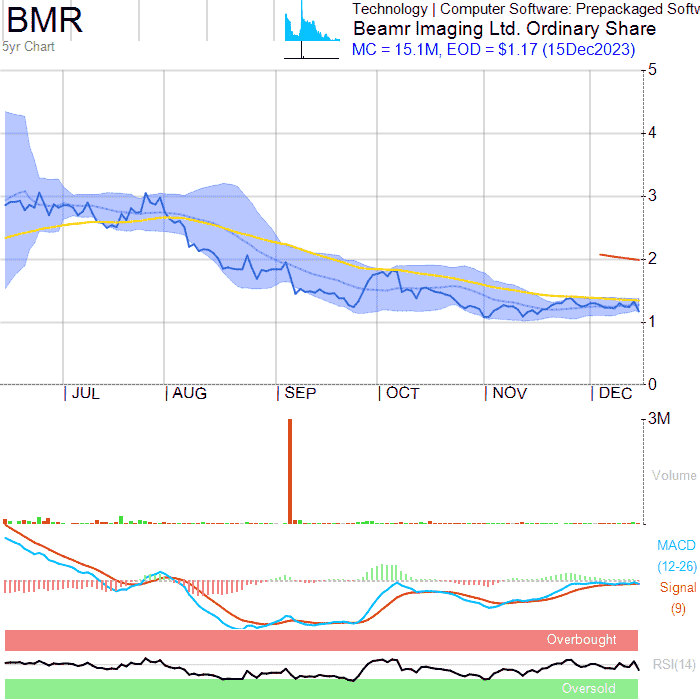 BMR
5yr Chart
Technology | Computer Software: Prepackaged Softw
Beamr Imaging Ltd. Ordinary Share
MC = 15.1M, EOD = $1.17 (15Dec2023)
5
4
3
2
1
0
JUL AUG SEP OCT NOV DEC
3M
Volume
MACD
(12-26)
Signal
(9)
Overbought
RSI(14)
Oversold